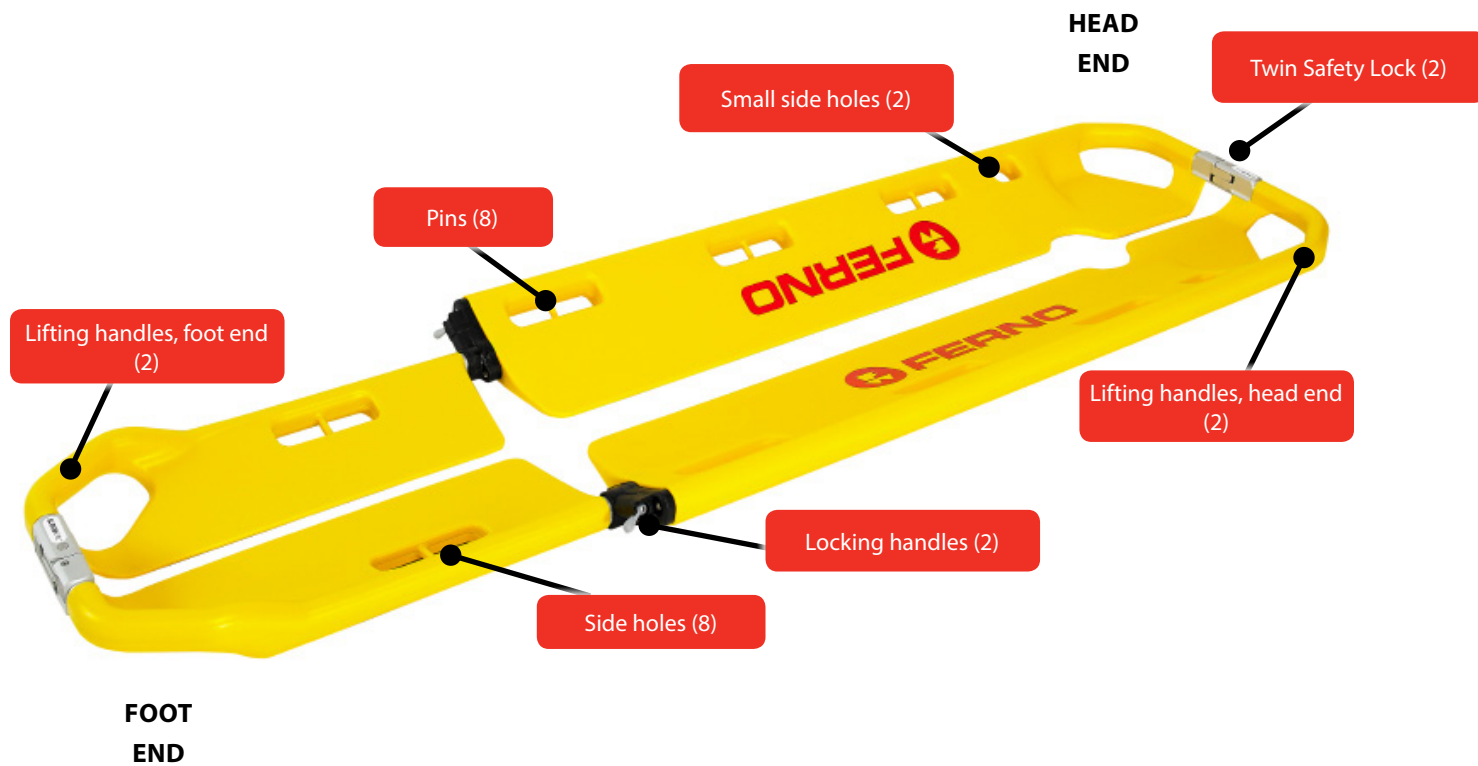 HEAD
END
Twin Safety Lock (2)
Small side holes (2)
Pins (8)
FERNO
Lifting handles, foot end
(2)
FERNO
Lifting handles, head end
(2)
Locking handles (2)
Side holes (8)
FOOT
END